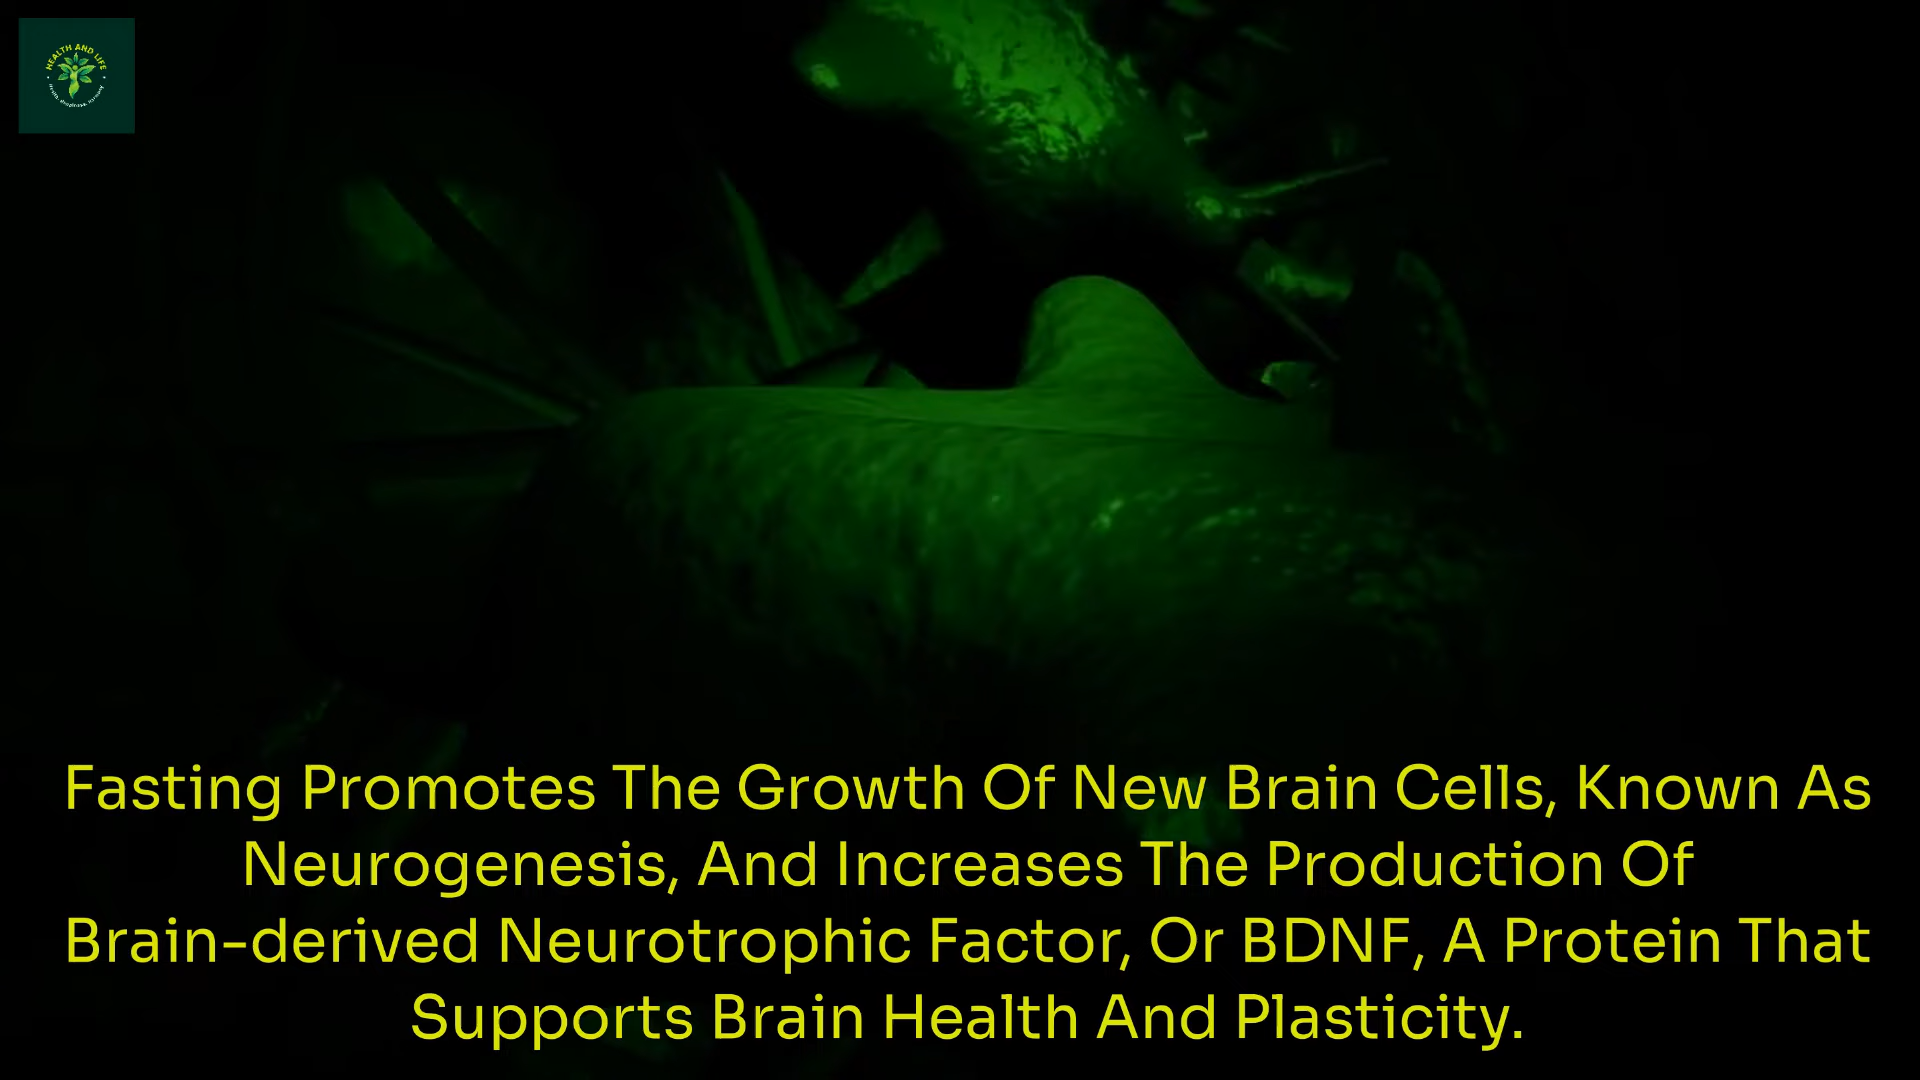 HEALTH AND LIFE
Fasting Promotes The Growth Of New Brain Cells, Known As
Neurogenesis, And Increases The Production Of
Brain-derived Neurotrophic Factor, Or BDNF, A Protein That
Supports Brain Health And Plasticity.